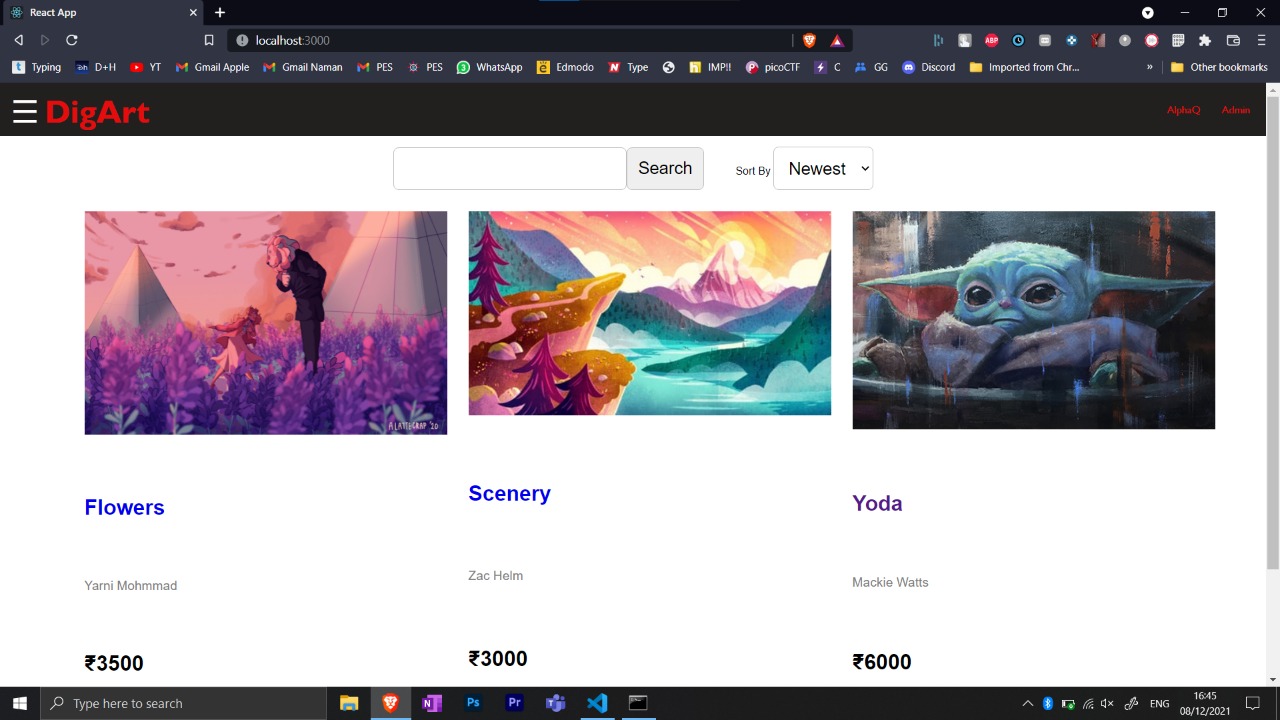 React App
localhost:3000
Typing D+H YT Gmail Apple Gmail Naman PES PES WhatsApp Edmodo Type IMP!! picoCTF C GG Discord Imported from Chr... » Other bookmarks
DigArt AlphaQ Admin
Search Sort By Newest
ALATTEGRAP '20
Flowers Scenery Yoda
Yarni Mohmmad Zac Helm Mackie Watts
₹3500 ₹3000 ₹6000
Type here to search
ENG 16:45
08/12/2021